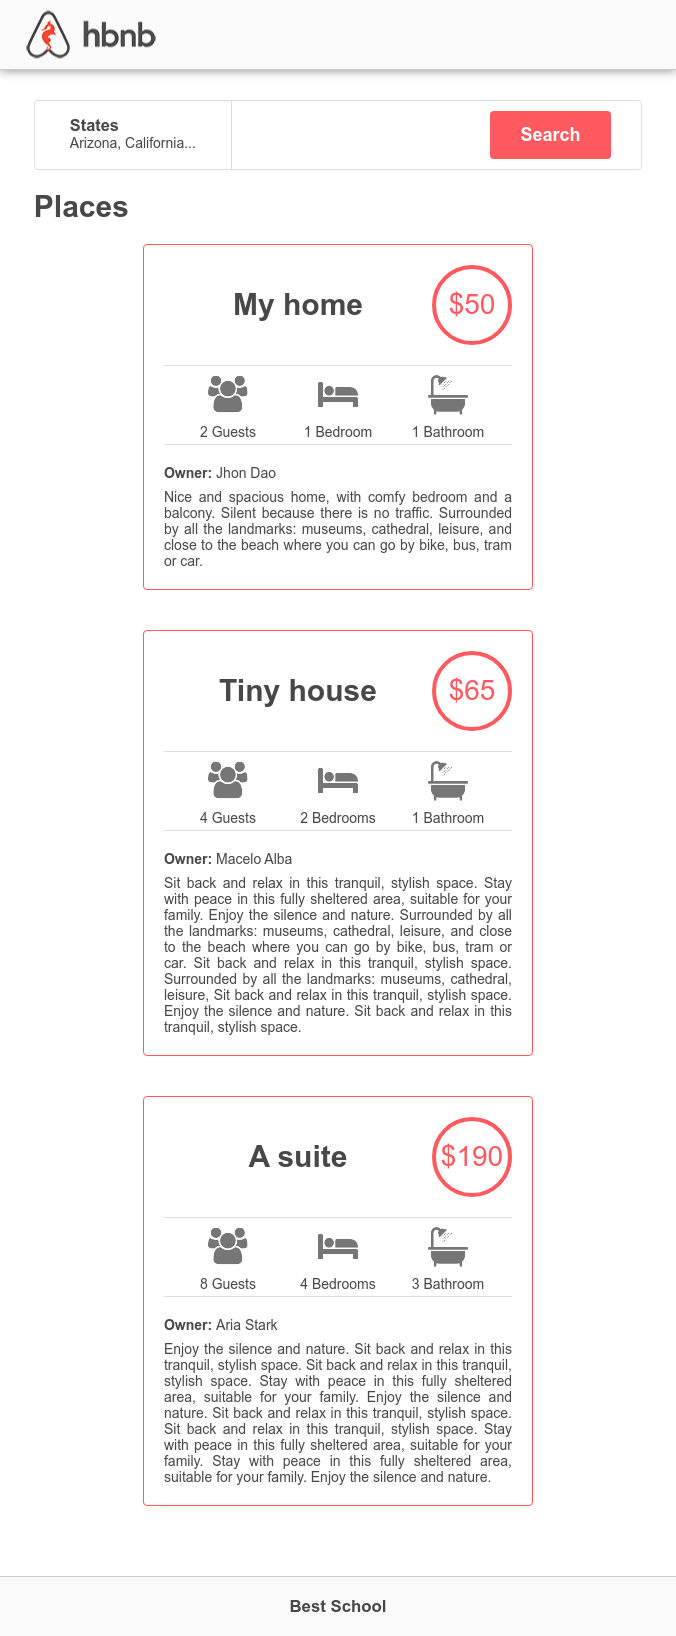 hbnb
States
Arizona, California...
Search
Places
My home
$50
2 Guests
1 Bedroom
1 Bathroom
Owner: Jhon Dao
Nice and spacious home, with comfy bedroom and a
balcony. Silent because there is no traffic. Surrounded
by all the landmarks: museums, cathedral, leisure, and
close to the beach where you can go by bike, bus, tram
or car.
Tiny house
$65
4 Guests
2 Bedrooms
1 Bathroom
Owner: Macelo Alba
Sit back and relax in this tranquil, stylish space. Stay
with peace in this fully sheltered area, suitable for your
family. Enjoy the silence and nature. Surrounded by all
the landmarks: museums, cathedral, leisure, and close
to the beach where you can go by bike, bus, tram or
car. Sit back and relax in this tranquil, stylish space.
Surrounded by all the landmarks: museums, cathedral,
leisure, Sit back and relax in this tranquil, stylish space.
Enjoy the silence and nature. Sit back and relax in this
tranquil, stylish space.
A suite
$190
8 Guests
4 Bedrooms
3 Bathroom
Owner: Aria Stark
Enjoy the silence and nature. Sit back and relax in this
tranquil, stylish space. Sit back and relax in this tranquil,
stylish space. Stay with peace in this fully sheltered
area, suitable for your family. Enjoy the silence and
nature. Sit back and relax in this tranquil, stylish space.
Sit back and relax in this tranquil, stylish space. Stay
with peace in this fully sheltered area, suitable for your
family. Stay with peace in this fully sheltered area,
suitable for your family. Enjoy the silence and nature.
Best School